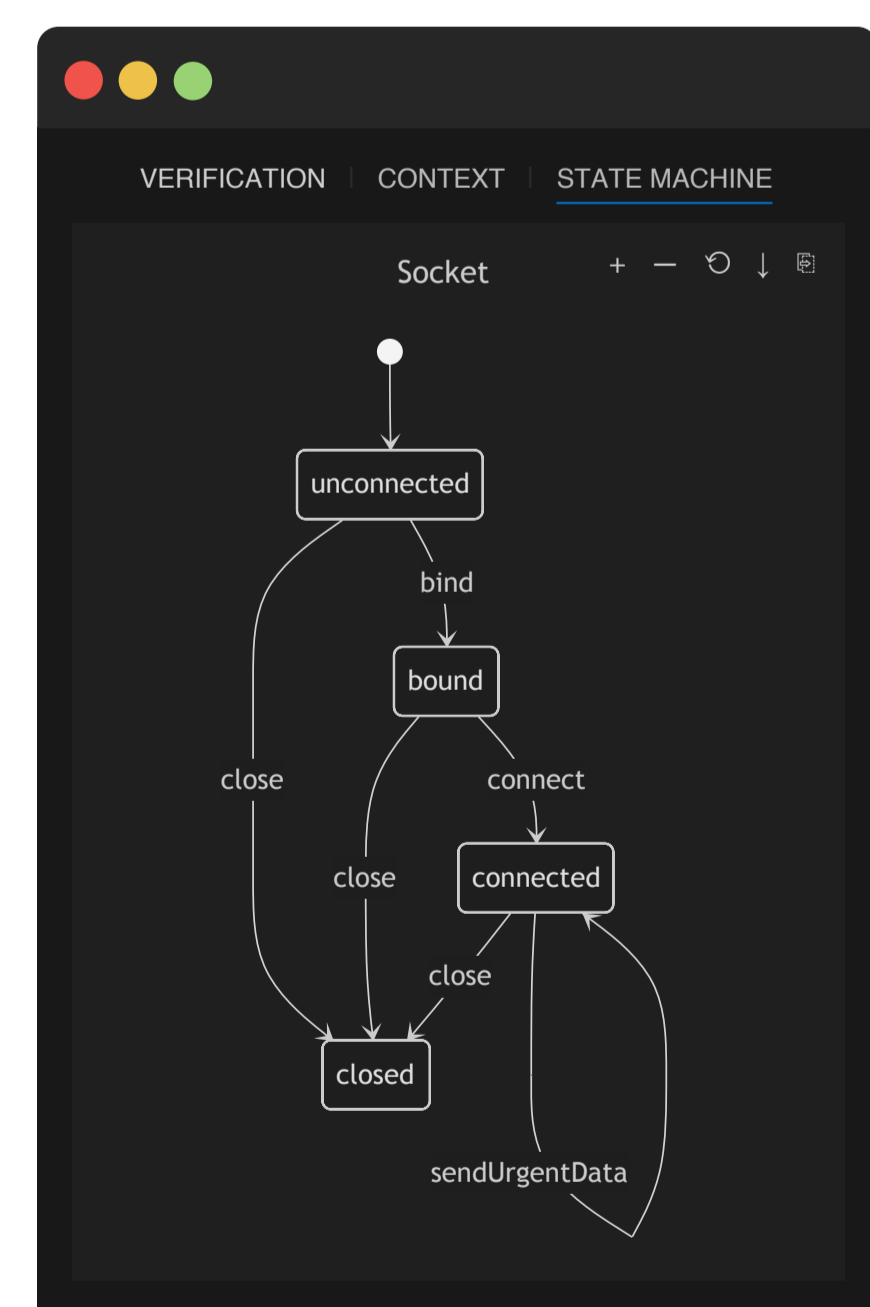 VERIFICATION | CONTEXT | STATE MACHINE
Socket
unconnected
bind
bound
close
connect
close
connected
close
closed
sendUrgentData